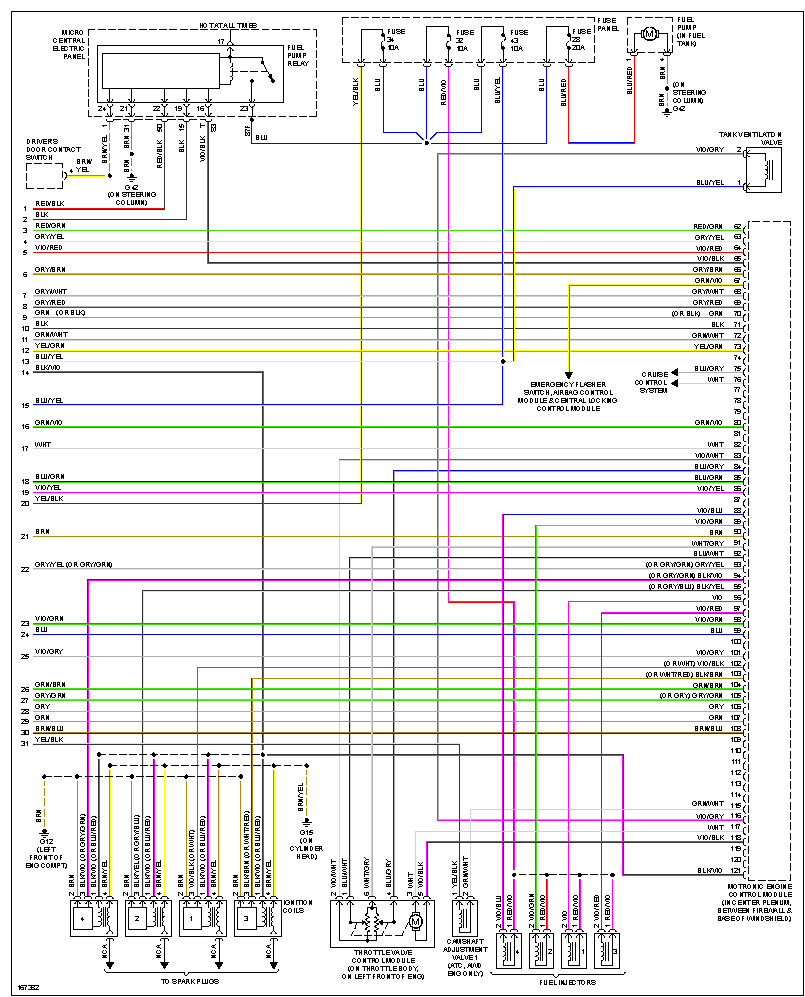 HOT AT ALL TIMES
MICRO CENTRAL ELECTRIC PANEL
17
FUEL PUMP RELAY
24 21 22 19 16 23
1 31 50 15 T 53 87F
BRN/YEL BRN RED/BLK BLK VIO/BLK BLU
FUSE 34 10A
FUSE 32 10A
FUSE 43 10A
FUSE 28 20A
FUSE PANEL
YEL/BLK BLU BLU RED/VIO BLU BLU/YEL BLU BLU/RED
FUEL PUMP (IN FUEL TANK)
M
BLU/RED 1
BRN 4
(ON STEERING COLUMN)
G42
DRIVER'S DOOR CONTACT SWITCH
4 BRN/YEL
G42
(ON STEERING COLUMN)
TANK VENTILATION VALVE
VIO/GRY 2
BLU/YEL 1
1 RED/BLK
2 BLK
3 RED/GRN
4 GRY/YEL
5 VIO/RED
6 GRY/BRN
7 GRY/WHT
8 GRY/RED
9 GRN (OR BLK)
10 BLK
11 GRN/WHT
12 YEL/GRN
13 BLU/YEL
14 BLK/VIO
15 BLU/YEL
16 GRN/VIO
17 WHT
18 BLU/GRN
19 VIO/YEL
20 YEL/BLK
21 BRN
22 GRY/YEL (OR GRY/GRN)
23 VIO/GRN
24 BLU
25 VIO/GRY
26 GRN/BRN
27 GRY/GRN
28 GRY
29 GRN
30 BRN/BLU
31 YEL/BLK
RED/GRN 62
GRY/YEL 63
VIO/RED 64
VIO/BLK 65
GRY/BRN 66
GRN/VIO 67
GRY/WHT 68
GRY/RED 69
(OR BLK) GRN 70
BLK 71
GRN/WHT 72
YEL/GRN 73
74
BLU/GRY 75
WHT 76
77
78
79
GRN/VIO 80
81
WHT 82
VIO/WHT 83
BLU/GRY 84
BLU/GRN 85
VIO/YEL 86
87
VIO/BLU 88
VIO/GRN 89
BRN 90
WHT/GRY 91
BLU/WHT 92
(OR GRY/GRN) GRY/YEL 93
(OR GRY/GRN) BLK/VIO 94
(OR GRY/BLU) BLK/YEL 95
VIO 96
VIO/RED 97
VIO/GRN 98
BLU 99
100
VIO/GRY 101
(OR WHT) VIO/BLK 102
(OR WHT/RED) BLK/BRN 103
GRN/BRN 104
(OR GRY) GRY/GRN 105
GRY 106
GRN 107
BRN/BLU 108
109
110
111
112
113
114
GRN/WHT 115
VIO/GRY 116
WHT 117
VIO/BLK 118
119
120
BLK/VIO 121
EMERGENCY FLASHER SWITCH, AIRBAG CONTROL MODULE & CENTRAL LOCKING CONTROL MODULE
CRUISE CONTROL SYSTEM
MOTRONIC ENGINE CONTROL MODULE (IN CENTER PLENUM, BETWEEN FIREWALL & BASE OF WINDSHIELD)
BRN
G12
(LEFT FRONT OF ENG COMPT)
BRN/YEL
G15
(ON CYLINDER HEAD)
2 BRN
3 BLK/VIO (OR GRY/GRN)
1 BLK/VIO (OR BLU/RED)
4 BRN/YEL
2 BRN
3 BLK/YEL (OR GRY/BLU)
1 BLK/VIO (OR BLU/RED)
4 BRN/YEL
2 BRN
3 VIO/BLK (OR WHT)
1 BLK/VIO (OR BLU/RED)
4 BRN/YEL
2 BRN
3 BLK/BRN (OR WHT/RED)
1 BLK/VIO (OR BLU/RED)
4 BRN/YEL
4 2 1 3
IGNITION COILS
NCA NCA NCA NCA
TO SPARK PLUGS
VIO/WHT
BLU/WHT
6 WHT/GRY
BLU/GRY
3 WHT
VIO/BLK
M
THROTTLE VALVE CONTROL MODULE (ON THROTTLE BODY, ON LEFT FRONT OF ENG)
1 YEL/BLK
2 GRN/WHT
CAMSHAFT ADJUSTMENT VALVE 1 (ATC, AWD ENG ONLY)
2 VIO/BLU
1 RED/VIO
2 VIO/GRN
1 RED/VIO
2 VIO
1 RED/VIO
2 VIO/RED
1 RED/VIO
4 2 1 3
FUEL INJECTORS
167382